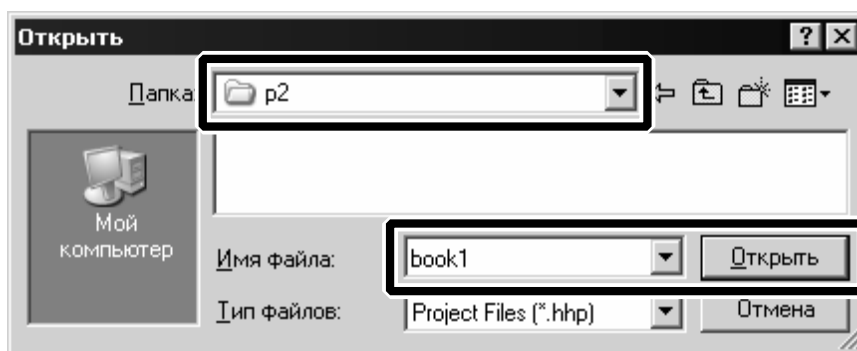 Открыть
Папка: p2
Мой
компьютер
Имя файла: book1 Открыть
Тип файлов: Project Files (*.hhp) Отмена